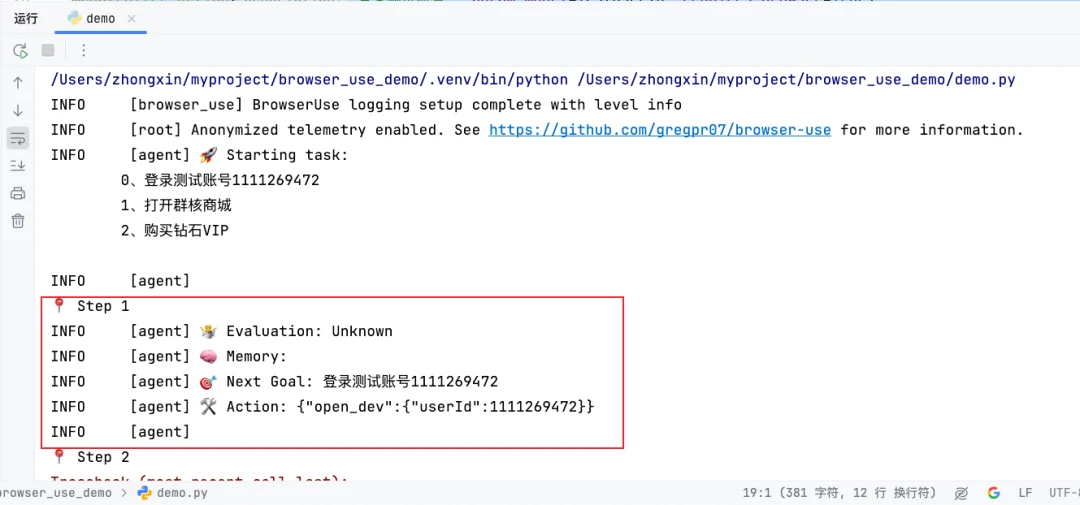 运行 demo
/Users/zhongxin/myproject/browser_use_demo/.venv/bin/python /Users/zhongxin/myproject/browser_use_demo/demo.py
INFO [browser_use] BrowserUse logging setup complete with level info
INFO [root] Anonymized telemetry enabled. See https://github.com/gregpr07/browser-use for more information.
INFO [agent] 🚀 Starting task:
0、登录测试账号1111269472
1、打开群核商城
2、购买钻石VIP
INFO [agent]
📍 Step 1
INFO [agent] 🤷 Evaluation: Unknown
INFO [agent] 🧠 Memory:
INFO [agent] 🎯 Next Goal: 登录测试账号1111269472
INFO [agent] 🛠 Action: {"open_dev":{"userId":1111269472}}
INFO [agent]
📍 Step 2
Traceback (most recent call last):
browser_use_demo > demo.py 19:1 (381 字符, 12 行 换行符) LF UTF-8